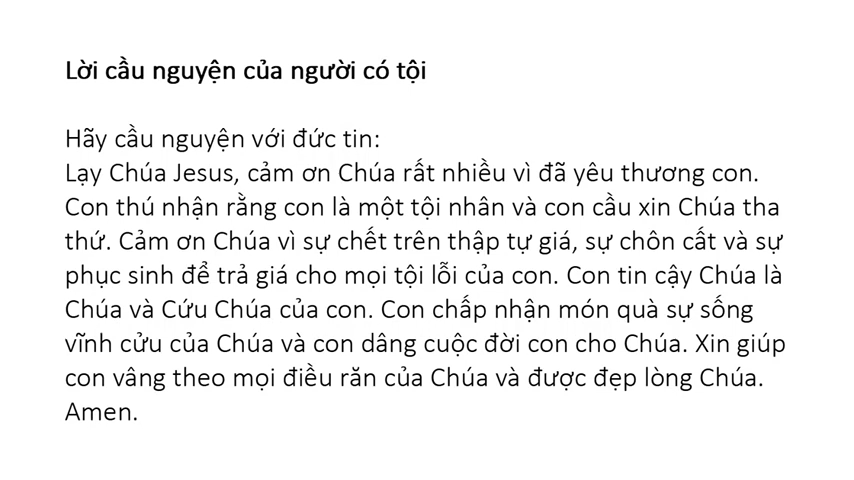 Lời cầu nguyện của người có tội
Hãy cầu nguyện với đức tin:
Lạy Chúa Jesus, cảm ơn Chúa rất nhiều vì đã yêu thương con.
Con thú nhận rằng con là một tội nhân và con cầu xin Chúa tha
thứ. Cảm ơn Chúa vì sự chết trên thập tự giá, sự chôn cất và sự
phục sinh để trả giá cho mọi tội lỗi của con. Con tin cậy Chúa là
Chúa và Cứu Chúa của con. Con chấp nhận món quà sự sống
vĩnh cửu của Chúa và con dâng cuộc đời con cho Chúa. Xin giúp
con vâng theo mọi điều răn của Chúa và được đẹp lòng Chúa.
Amen.